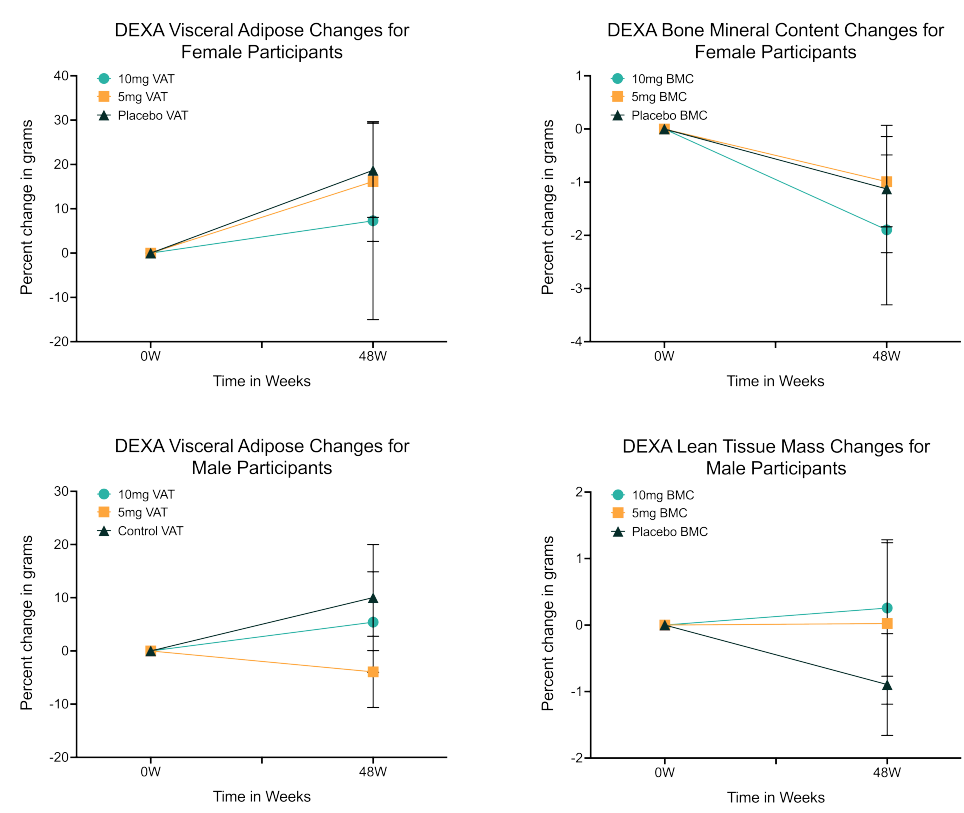 DEXA Visceral Adipose Changes for
Female Participants
10mg VAT
5mg VAT
Placebo VAT
Percent change in grams
40
30
20
10
0
-10
-20
0W
48W
Time in Weeks
DEXA Bone Mineral Content Changes for
Female Participants
10mg BMC
5mg BMC
Placebo BMC
Percent change in grams
1
0
-1
-2
-3
-4
0W
48W
Time in Weeks
DEXA Visceral Adipose Changes for
Male Participants
10mg VAT
5mg VAT
Control VAT
Percent change in grams
30
20
10
0
-10
-20
0W
48W
Time in Weeks
DEXA Lean Tissue Mass Changes for
Male Participants
10mg BMC
5mg BMC
Placebo BMC
Percent change in grams
2
1
0
-1
-2
0W
48W
Time in Weeks